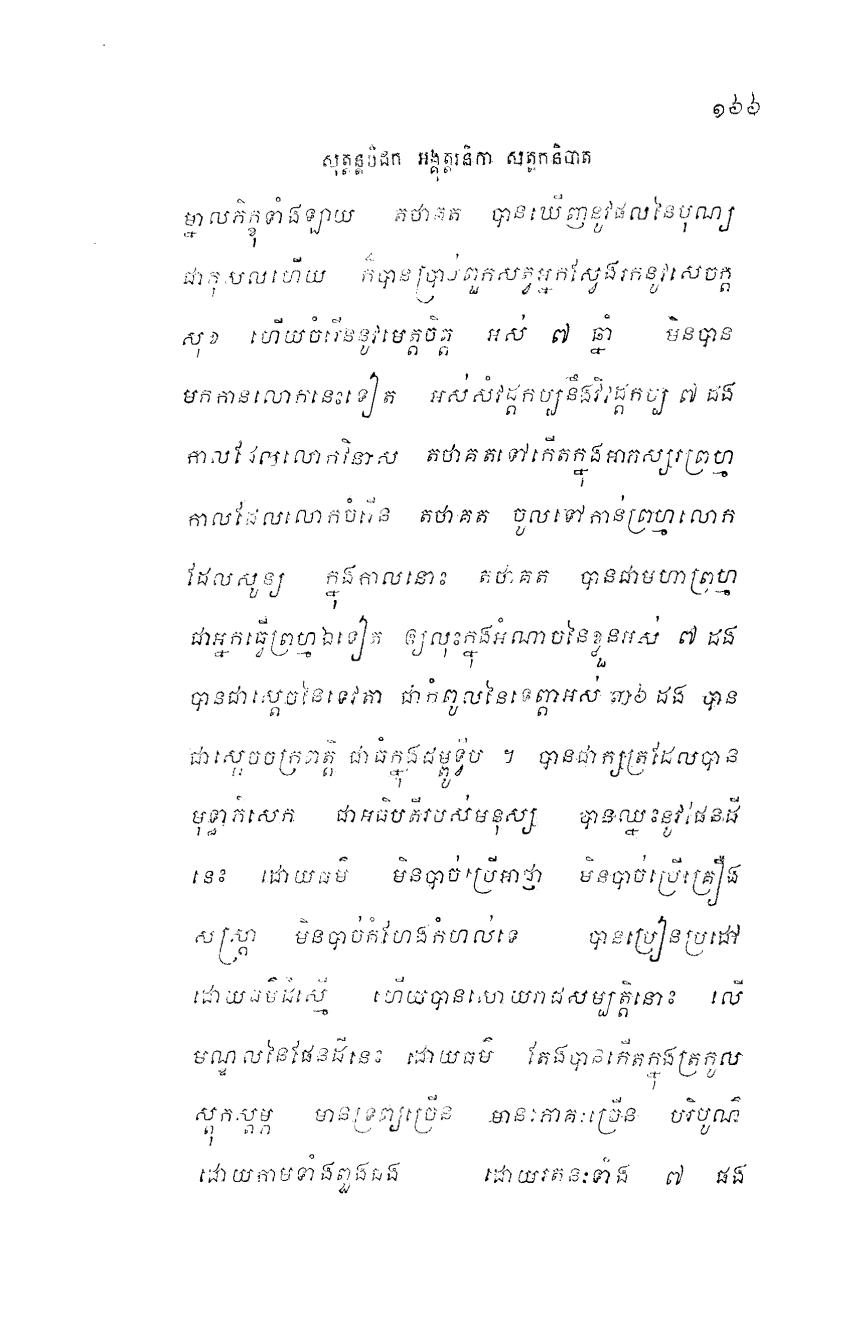 ១៦៦
សុត្តន្តបិដក អង្គុត្តរនិកាយ សត្តកនិបាត
ម្នាលភិក្ខុទាំងឡាយ តថាគត បានឃើញនូវផលនៃបុណ្យ
ជាកុសលហើយ ក៏បានប្រាប់ពួកសត្វអ្នកស្វែងរកនូវសេចក្តី
សុខ ហើយចំរើននូវមេត្តចិត្ត អស់ ៧ ឆ្នាំ មិនបាន
មកកាន់លោកនេះទៀត អស់សំវដ្តកប្បនឹងវិវដ្តកប្ប ៧ ដង
កាលដែលលោកវិនាស តថាគតទៅកើតក្នុងអាភស្សរព្រហ្ម
កាលដែលលោកចំរើន តថាគត ចូលទៅកាន់ព្រហ្មលោក
ដែលសូន្យ ក្នុងកាលនោះ តថាគត បានជាមហាព្រហ្ម
ជាអ្នកធ្វើព្រហ្មឯទៀត ឲ្យលុះក្នុងអំណាចនៃខ្លួនអស់ ៧ ដង
បានជាស្តេចនៃទេវតា ជាកំពូលនៃទេព្តាអស់ ៣៦ ដង បាន
ជាស្តេចចក្រពត្តិ ជាធំក្នុងជម្ពូទ្វីប ។ បានជាក្សត្រដែលបាន
មុទ្ធាភិសេក ជាអធិបតីរបស់មនុស្ស បានឈ្នះនូវផែនដី
នេះ ដោយធម៌ មិនបាច់ប្រើអាជ្ញា មិនបាច់ប្រើគ្រឿង
សស្ត្រា មិនបាច់កំហែងកំហល់ទេ បានប្រៀនប្រដៅ
ដោយធម៌ដ៏ស្មើ ហើយបានសោយរាជសម្បត្តិនោះ លើ
មណ្ឌលនៃផែនដីនេះ ដោយធម៌ តែងបានកើតក្នុងត្រកូល
ស្តុកស្តម្ភ មានទ្រព្យច្រើន មានភោគៈច្រើន បរិបូណ៌
ដោយកាមទាំងពួងផង ដោយរតនៈទាំង ៧ ផង